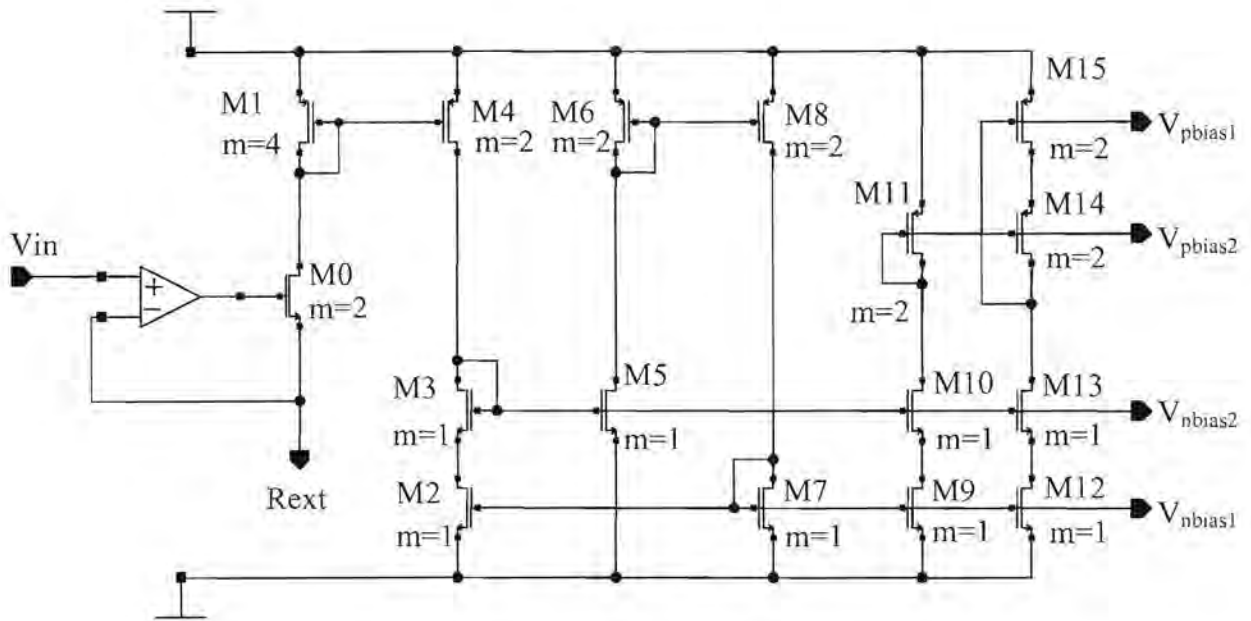 M1
m=4
M4
m=2
M6
m=2
M8
m=2
M15
m=2
V_pbias1
M11
m=2
M14
m=2
V_pbias2
Vin
+
−
M0
m=2
Rext
M3
m=1
M5
m=1
M10
m=1
M13
m=1
V_nbias2
M2
m=1
M7
m=1
M9
m=1
M12
m=1
V_nbias1